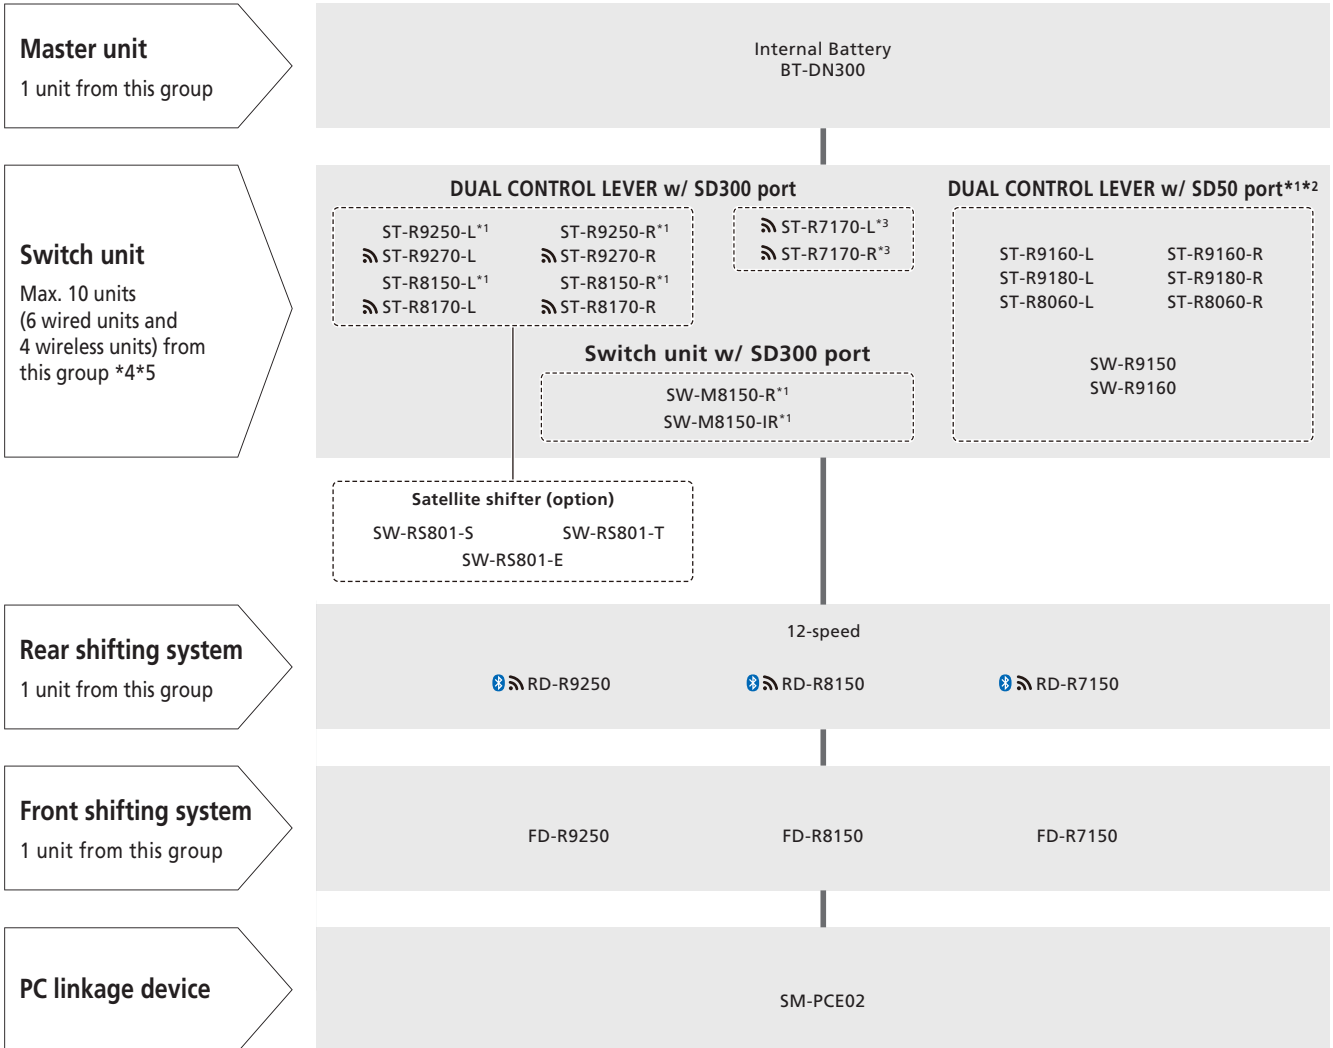 Master unit
1 unit from this group
Internal Battery
BT-DN300
Switch unit
Max. 10 units
(6 wired units and
4 wireless units) from
this group *4*5
DUAL CONTROL LEVER w/ SD300 port
ST-R9250-L*1 ST-R9250-R*1
ST-R9270-L ST-R9270-R
ST-R8150-L*1 ST-R8150-R*1
ST-R8170-L ST-R8170-R
ST-R7170-L*3
ST-R7170-R*3
Switch unit w/ SD300 port
SW-M8150-R*1
SW-M8150-IR*1
DUAL CONTROL LEVER w/ SD50 port*1*2
ST-R9160-L ST-R9160-R
ST-R9180-L ST-R9180-R
ST-R8060-L ST-R8060-R
SW-R9150
SW-R9160
Satellite shifter (option)
SW-RS801-S SW-RS801-T
SW-RS801-E
Rear shifting system
1 unit from this group
12-speed
RD-R9250 RD-R8150 RD-R7150
Front shifting system
1 unit from this group
FD-R9250 FD-R8150 FD-R7150
PC linkage device
SM-PCE02